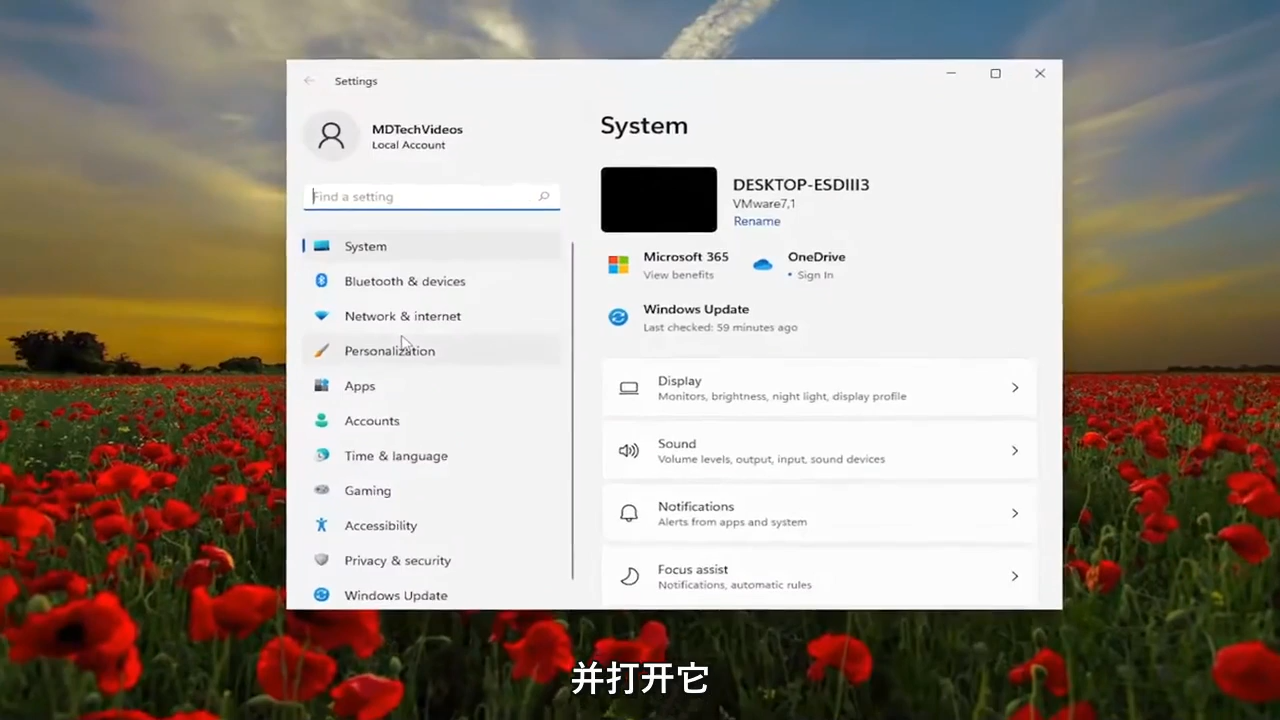 Settings
MDTechVideos
Local Account
Find a setting
System
Bluetooth & devices
Network & internet
Personalization
Apps
Accounts
Time & language
Gaming
Accessibility
Privacy & security
Windows Update
System
DESKTOP-ESDIII3
VMware7,1
Rename
Microsoft 365
View benefits
OneDrive
• Sign In
Windows Update
Last checked: 59 minutes ago
Display
Monitors, brightness, night light, display profile
Sound
Volume levels, output, input, sound devices
Notifications
Alerts from apps and system
Focus assist
Notifications, automatic rules
并打开它